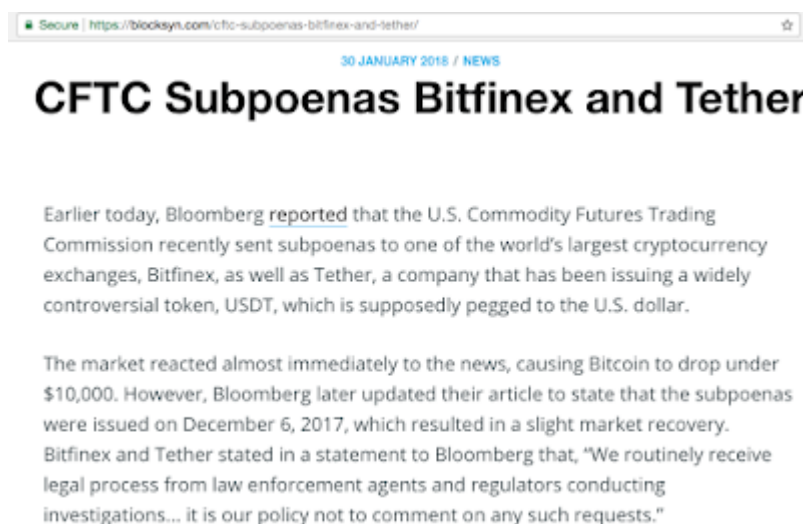 Secure | https://blocksyn.com/cftc-subpoenas-bitfinex-and-tether/
30 JANUARY 2018 / NEWS
CFTC Subpoenas Bitfinex and Tether
Earlier today, Bloomberg reported that the U.S. Commodity Futures Trading
Commission recently sent subpoenas to one of the world's largest cryptocurrency
exchanges, Bitfinex, as well as Tether, a company that has been issuing a widely
controversial token, USDT, which is supposedly pegged to the U.S. dollar.
The market reacted almost immediately to the news, causing Bitcoin to drop under
$10,000. However, Bloomberg later updated their article to state that the subpoenas
were issued on December 6, 2017, which resulted in a slight market recovery.
Bitfinex and Tether stated in a statement to Bloomberg that, “We routinely receive
legal process from law enforcement agents and regulators conducting
investigations... it is our policy not to comment on any such requests.”